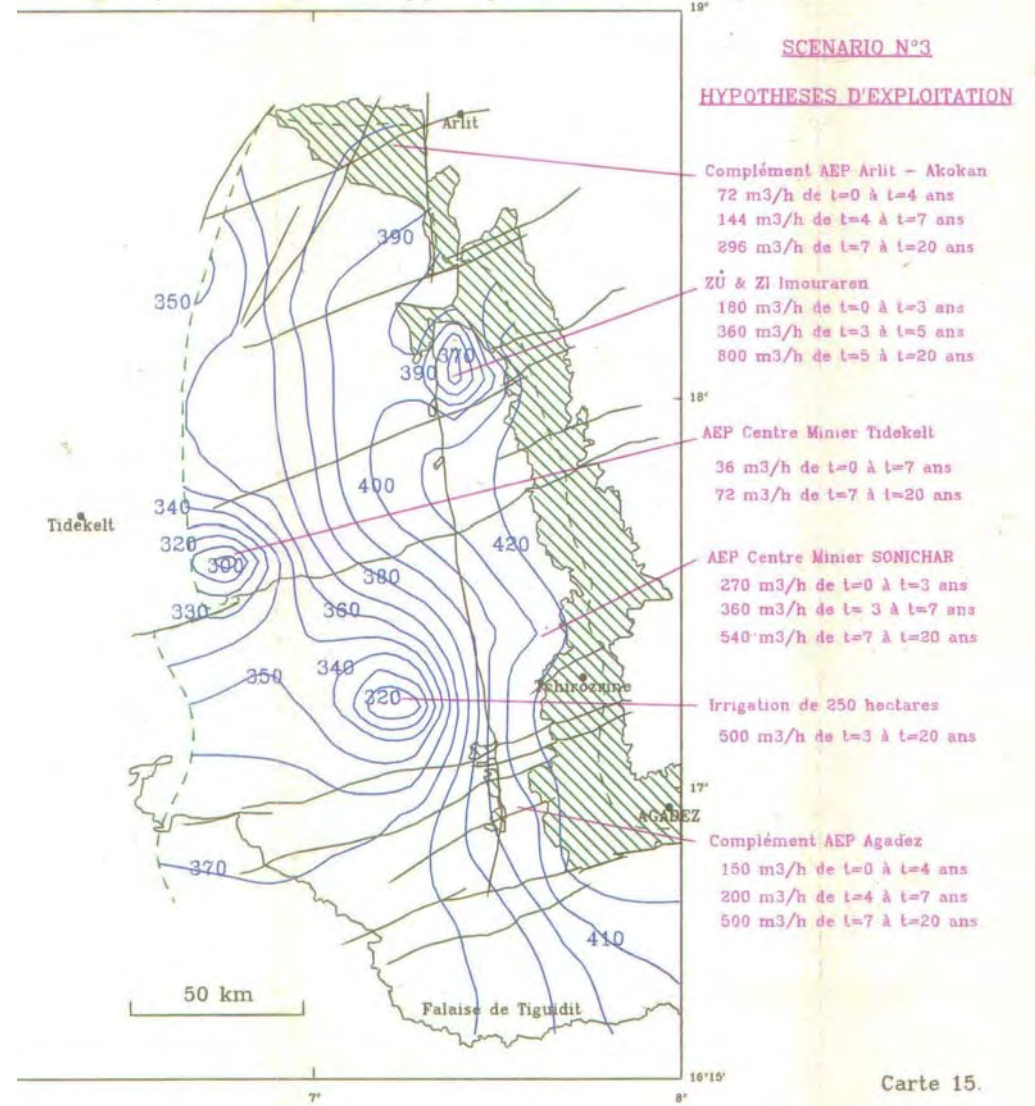 19°
SCENARIO N°3
HYPOTHESES D'EXPLOITATION
Arlit
Complément AEP Arlit – Akokan
72 m3/h de t=0 à t=4 ans
144 m3/h de t=4 à t=7 ans
296 m3/h de t=7 à t=20 ans
390
350
ZÛ & ZI Imouraren
180 m3/h de t=0 à t=3 ans
360 m3/h de t=3 à t=5 ans
800 m3/h de t=5 à t=20 ans
370
390
18°
AEP Centre Minier Tidekelt
36 m3/h de t=0 à t=7 ans
72 m3/h de t=7 à t=20 ans
400
340
Tidekelt
320
420
300
380
330
360
AEP Centre Minier SONICHAR
270 m3/h de t=0 à t=3 ans
360 m3/h de t= 3 à t=7 ans
540 m3/h de t=7 à t=20 ans
350
340
320
Tchirozrine
Irrigation de 250 hectares
500 m3/h de t=3 à t=20 ans
17°
AGADEZ
Complément AEP Agadez
150 m3/h de t=0 à t=4 ans
200 m3/h de t=4 à t=7 ans
500 m3/h de t=7 à t=20 ans
370
410
50 km
Falaise de Tiguidit
16°15'
7°
8°
Carte 15.